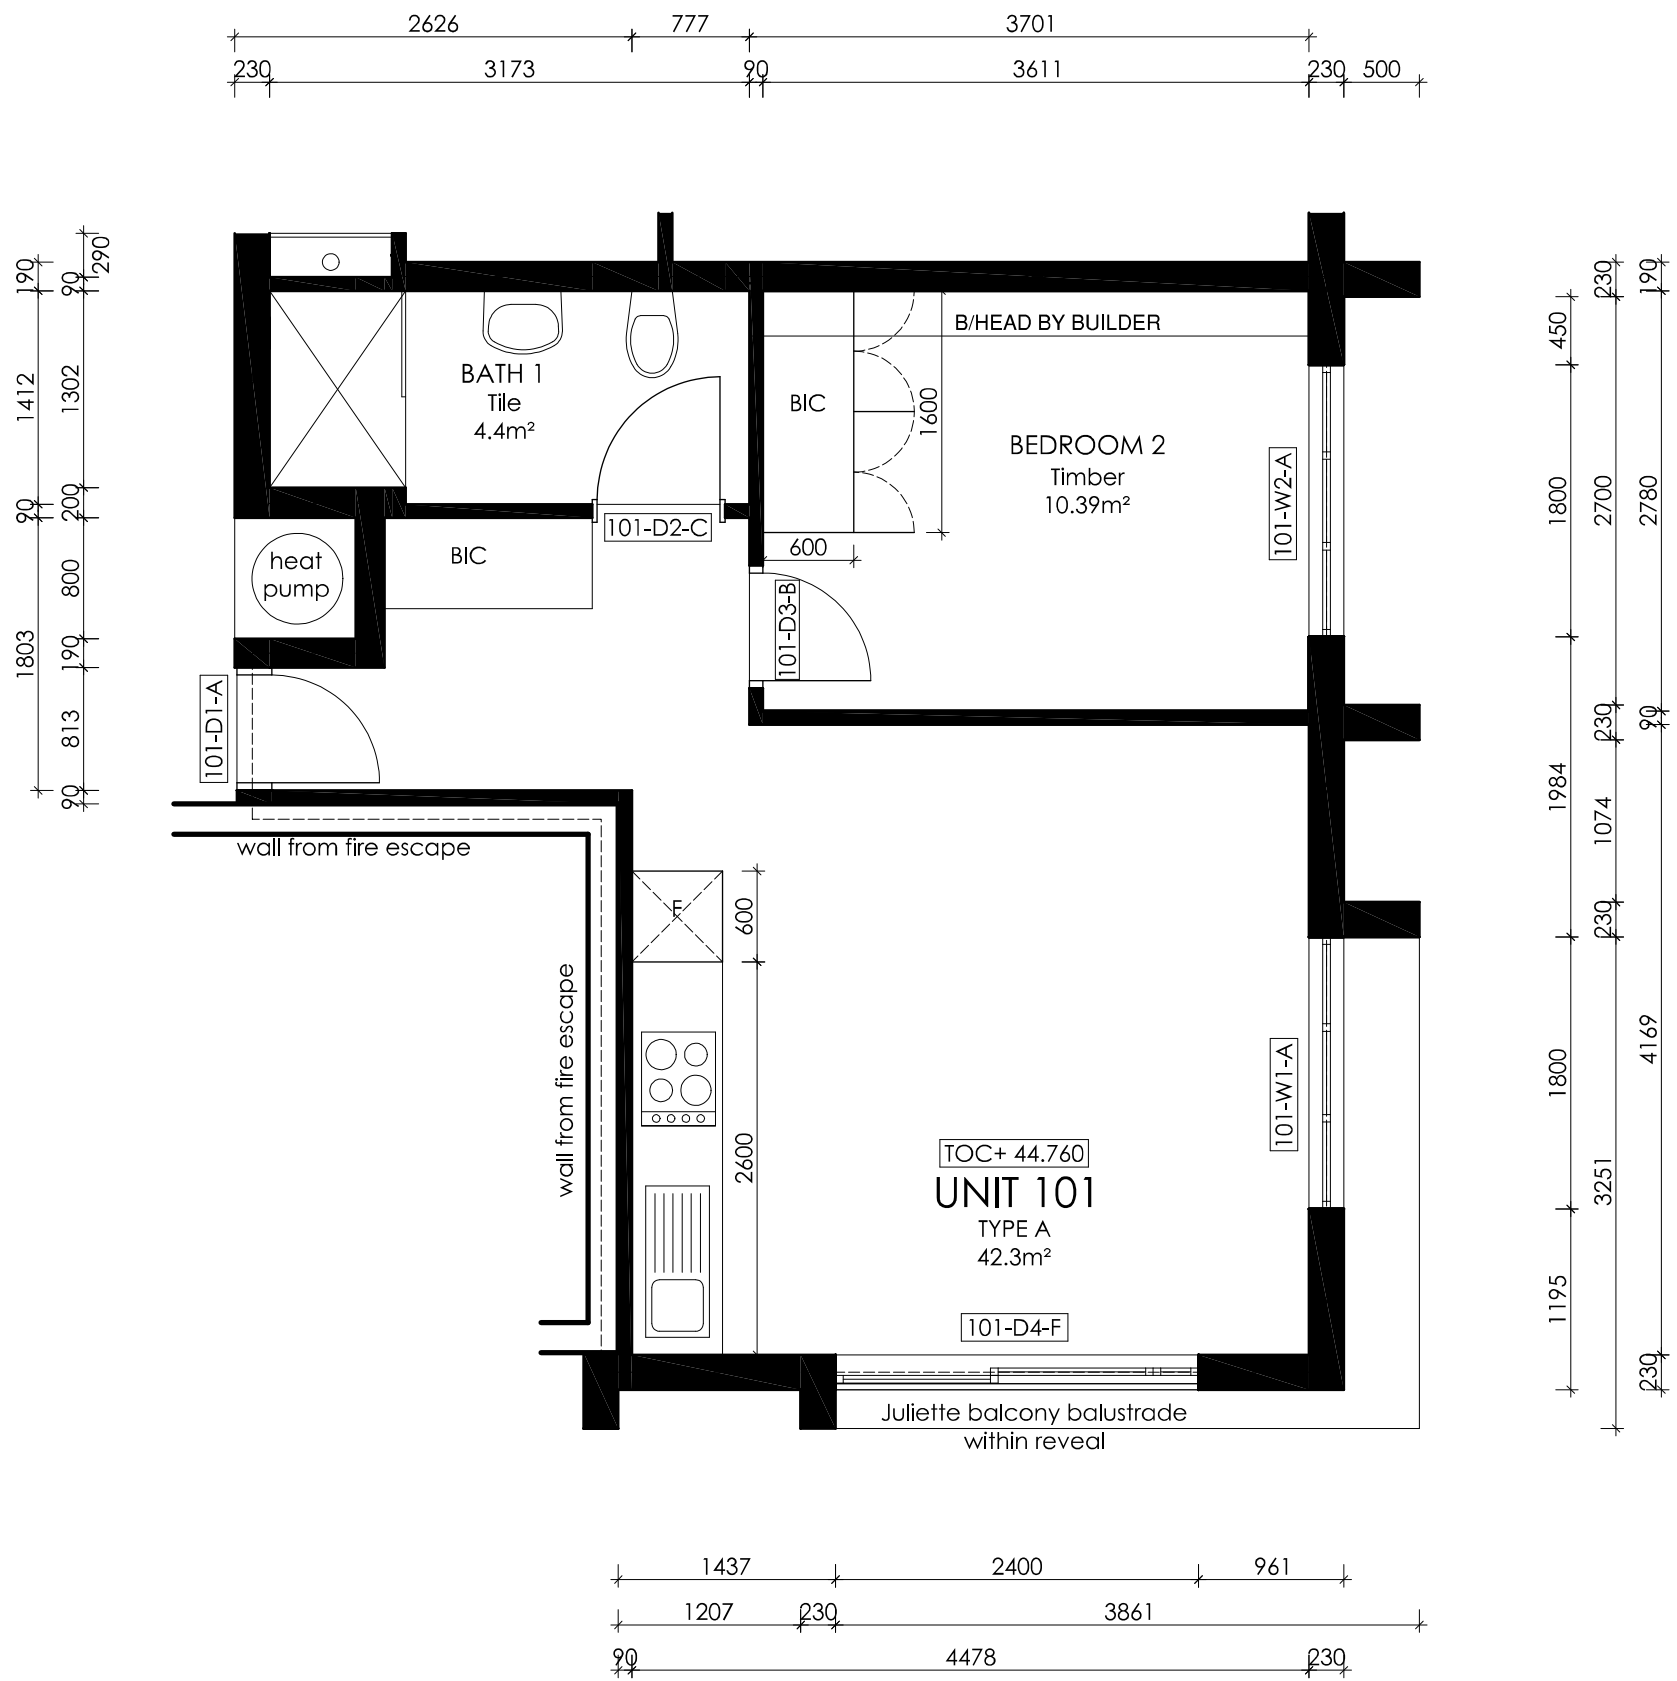 2626 777 3701
230 3173 90 3611 230 500
290
190 90
230 190
B/HEAD BY BUILDER
450
BATH 1
Tile
4.4m²
1412 1302
BIC
1600
BEDROOM 2
Timber
10.39m²
101-W2-A
1800 2700 2780
90 200
101-D2-C
BIC
600
heat
pump
800
101-D3-B
1803 190
101-D1-A
813
230 90
90
1984 1074
wall from fire escape
F
600
230
wall from fire escape
101-W1-A
1800
4169
2600
TOC+ 44.760
UNIT 101
TYPE A
42.3m²
3251
1195
101-D4-F
230
Juliette balcony balustrade
within reveal
1437 2400 961
1207 230 3861
90 4478 230